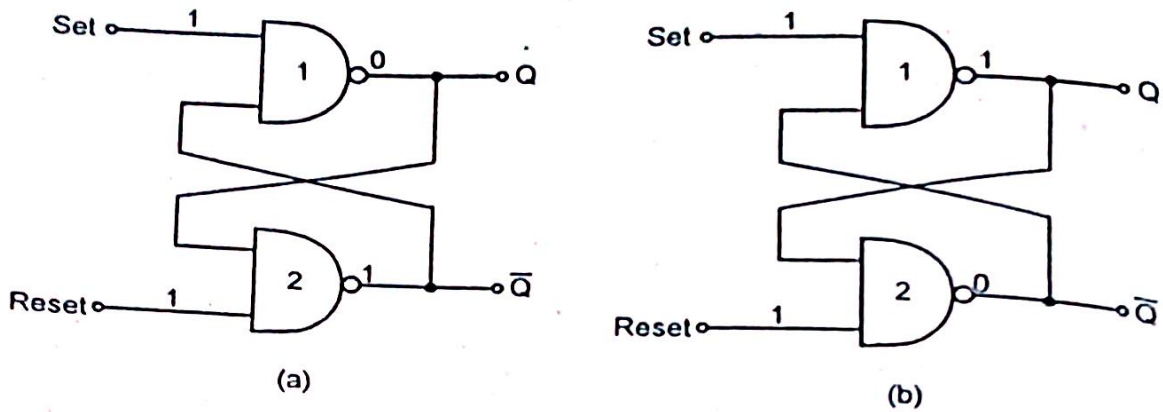 Set 1 1 0 Q
Reset 1 2 1 Q̅
(a)
Set 1 1 1 Q
Reset 1 2 0 Q̅
(b)